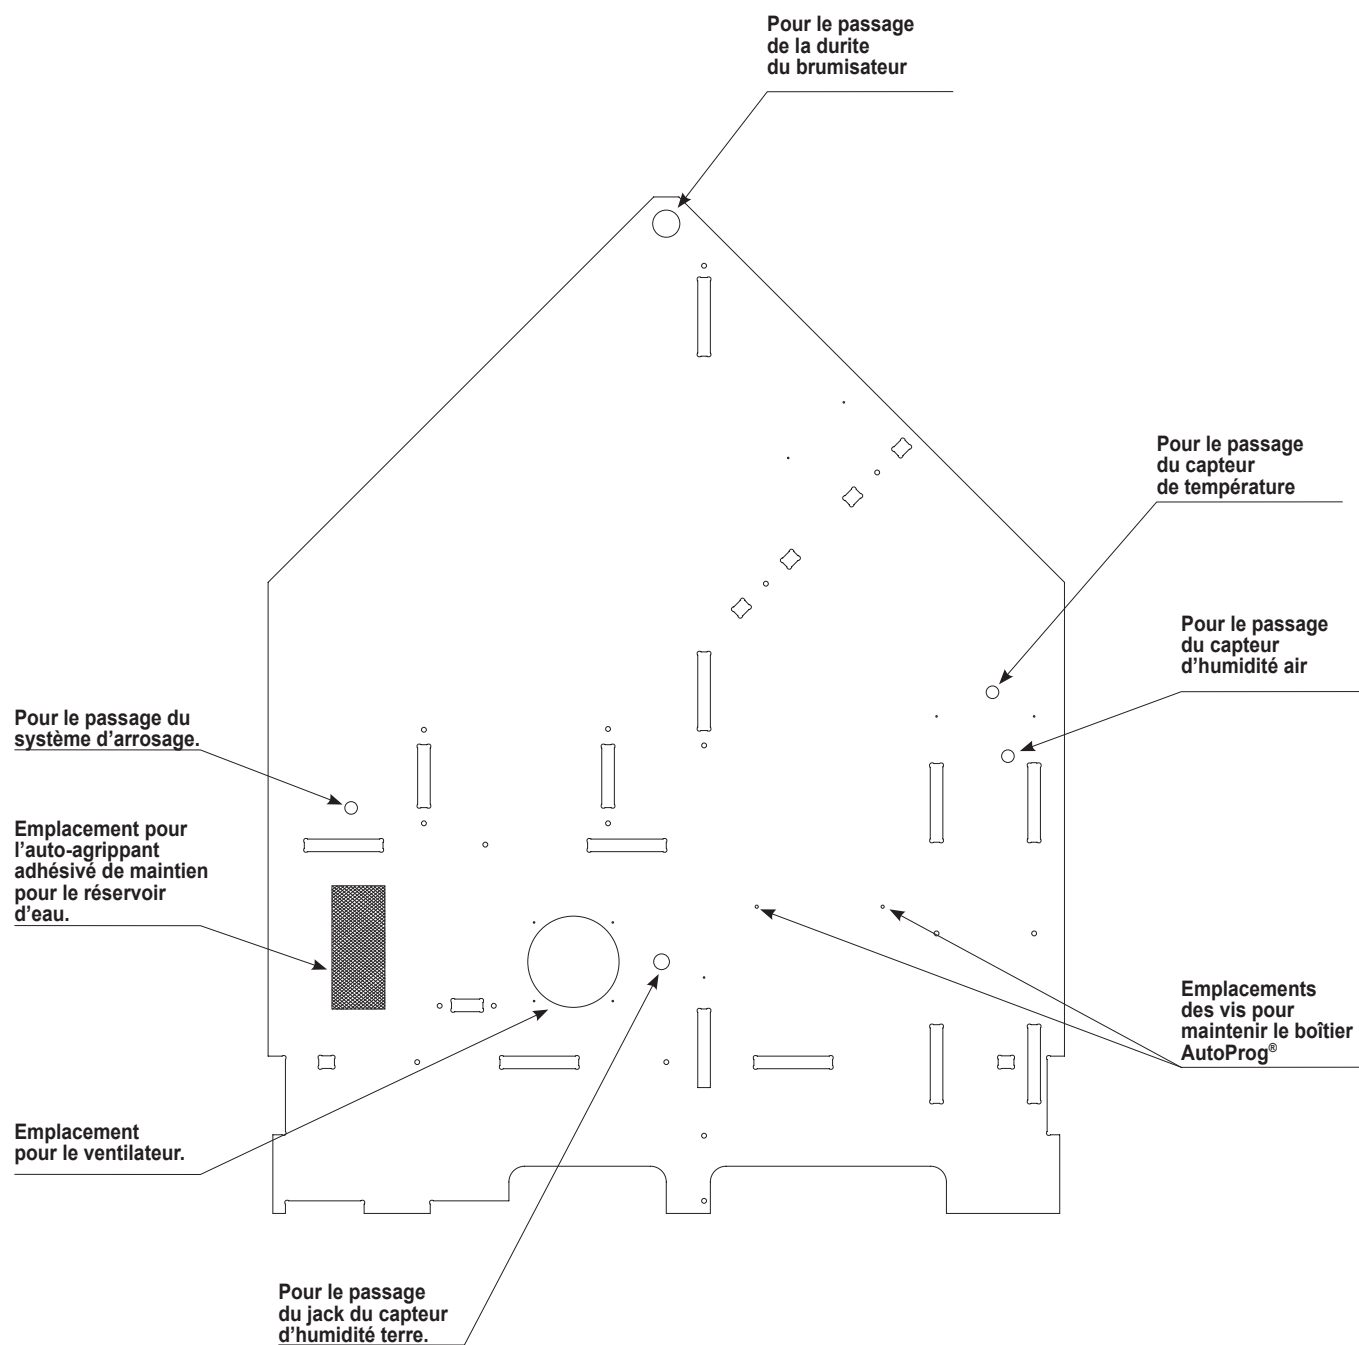 Pour le passage
de la durite
du brumisateur
Pour le passage
du capteur
de température
Pour le passage
du capteur
d’humidité air
Pour le passage du
système d’arrosage.
Emplacement pour
l’auto-agrippant
adhésivé de maintien
pour le réservoir
d’eau.
Emplacements
des vis pour
maintenir le boîtier
AutoProg®
Emplacement
pour le ventilateur.
Pour le passage
du jack du capteur
d’humidité terre.